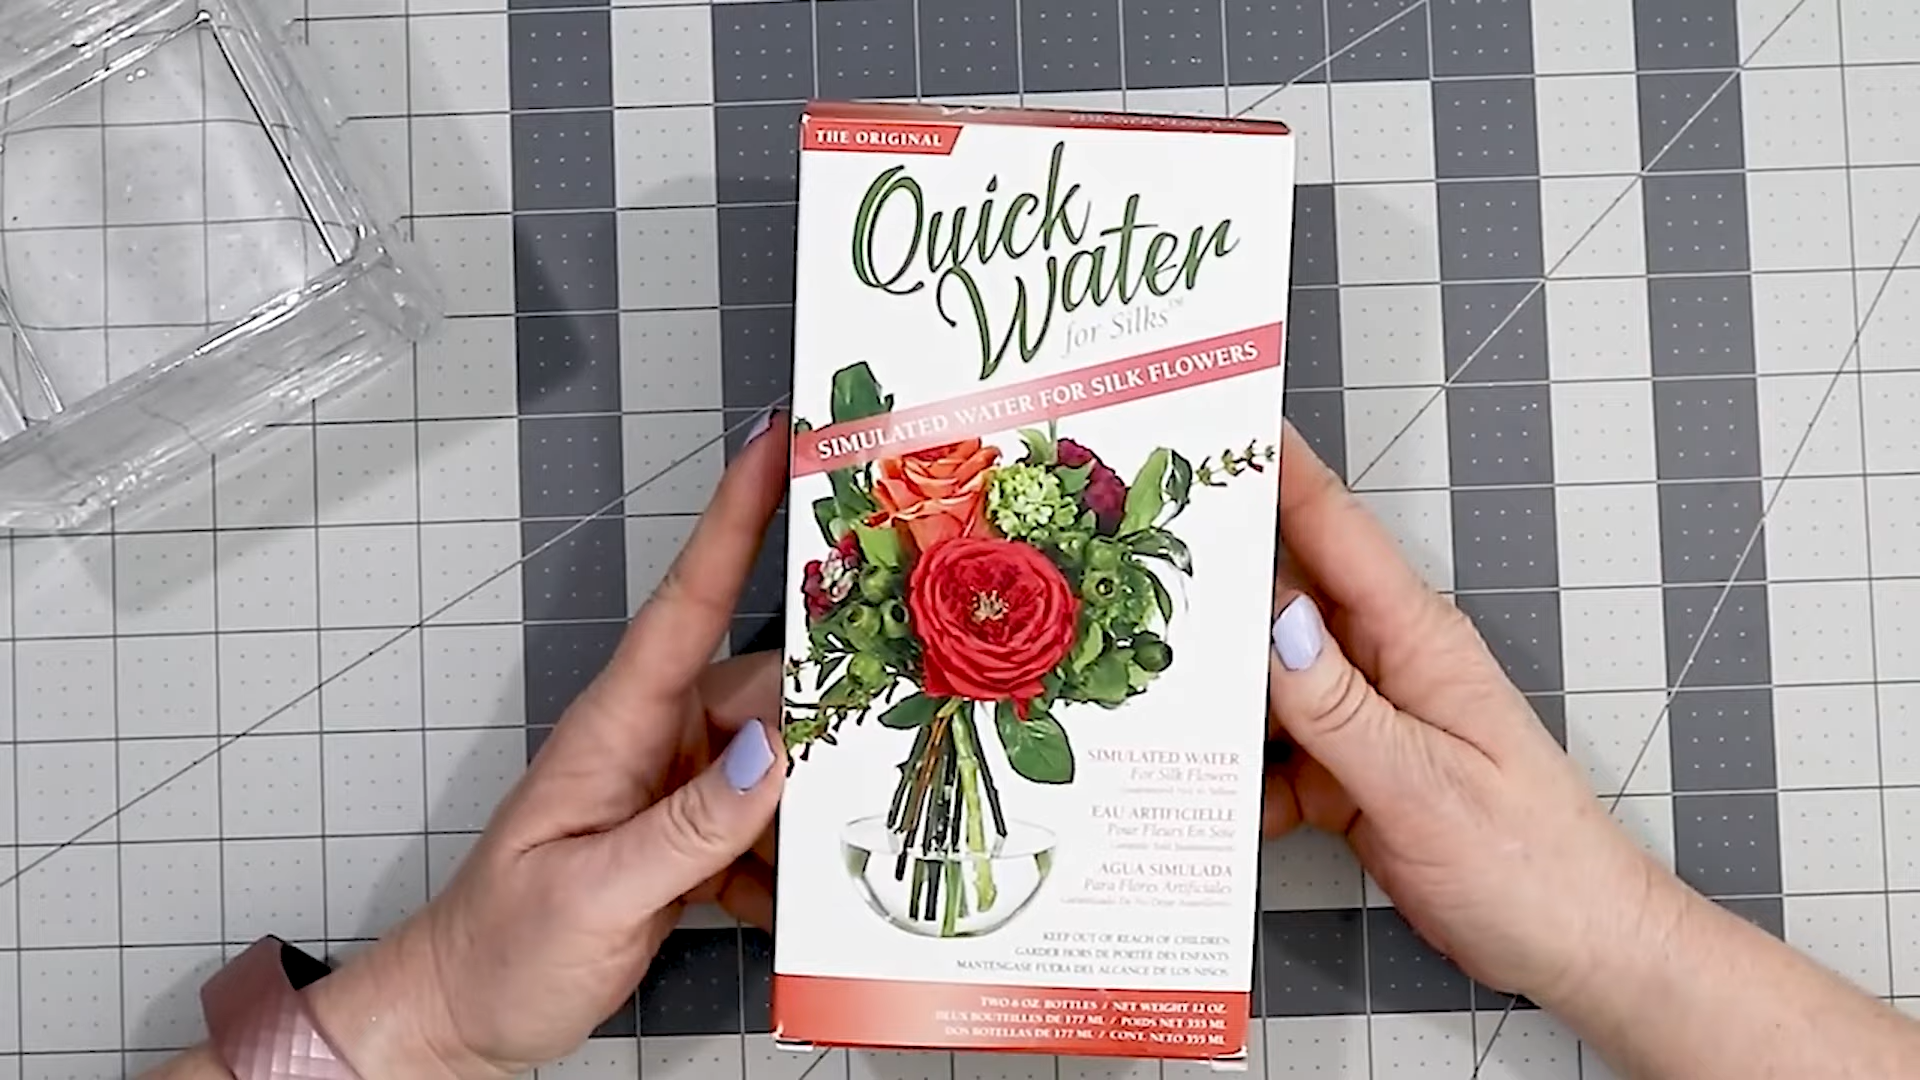 THE ORIGINAL
Quick
Water
for Silks™
SIMULATED WATER FOR SILK FLOWERS
SIMULATED WATER
For Silk Flowers
EAU ARTIFICIELLE
Pour Fleurs En Soie
AGUA SIMULADA
Para Flores Artificiales
KEEP OUT OF REACH OF CHILDREN
GARDER HORS DE PORTÉE DES ENFANTS
MANTÉNGASE FUERA DEL ALCANCE DE LOS NIÑOS
TWO 6 OZ. BOTTLES / NET WEIGHT 12 OZ.
DEUX BOUTEILLES DE 177 ML / POIDS NET 355 ML
DOS BOTELLAS DE 177 ML / CONT. NETO 355 ML